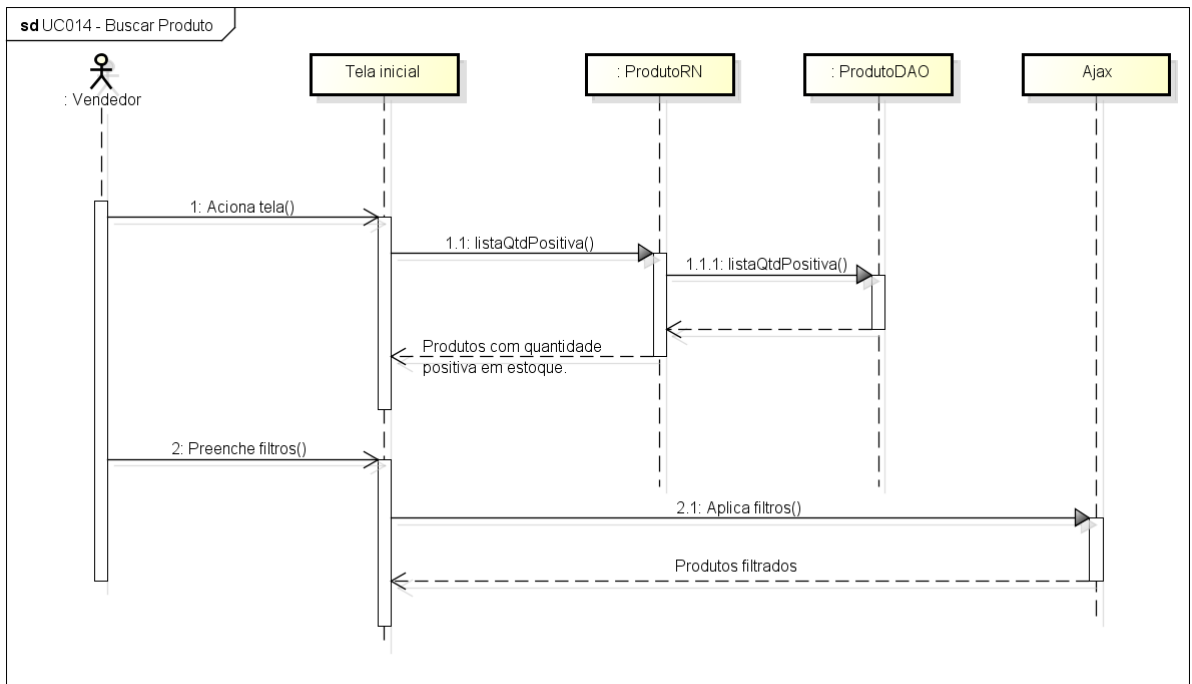 sd UC014 - Buscar Produto
: Vendedor
Tela inicial
: ProdutoRN
: ProdutoDAO
Ajax
1: Aciona tela()
1.1: listaQtdPositiva()
1.1.1: listaQtdPositiva()
Produtos com quantidade
positiva em estoque.
2: Preenche filtros()
2.1: Aplica filtros()
Produtos filtrados